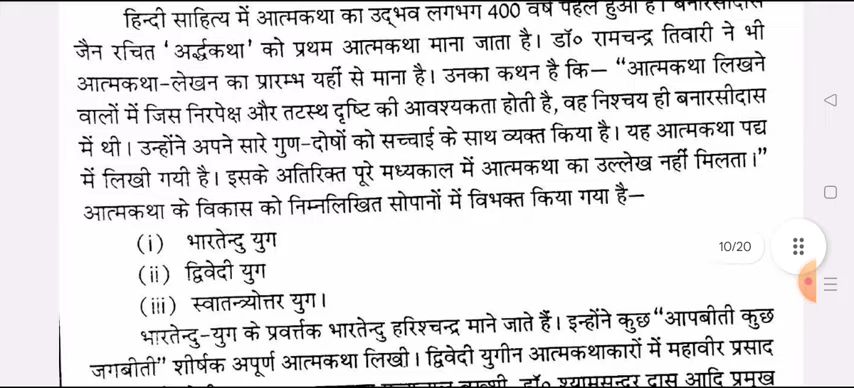 हिन्दी साहित्य में आत्मकथा का उद्भव लगभग 400 वर्ष पहले हुआ है। बनारसीदास
जैन रचित ‘अर्द्धकथा’ को प्रथम आत्मकथा माना जाता है। डॉ० रामचन्द्र तिवारी ने भी
आत्मकथा-लेखन का प्रारम्भ यहीं से माना है। उनका कथन है कि— “आत्मकथा लिखने
वालों में जिस निरपेक्ष और तटस्थ दृष्टि की आवश्यकता होती है, वह निश्चय ही बनारसीदास
में थी। उन्होंने अपने सारे गुण-दोषों को सच्चाई के साथ व्यक्त किया है। यह आत्मकथा पद्य
में लिखी गयी है। इसके अतिरिक्त पूरे मध्यकाल में आत्मकथा का उल्लेख नहीं मिलता।”
आत्मकथा के विकास को निम्नलिखित सोपानों में विभक्त किया गया है—
(i) भारतेन्दु युग
10/20
(ii) द्विवेदी युग
(iii) स्वातन्त्र्योत्तर युग।
भारतेन्दु-युग के प्रवर्त्तक भारतेन्दु हरिश्चन्द्र माने जाते हैं। इन्होंने कुछ “आपबीती कुछ
जगबीती” शीर्षक अपूर्ण आत्मकथा लिखी। द्विवेदी युगीन आत्मकथाकारों में महावीर प्रसाद
डॉ० श्यामसुन्दर दास आदि प्रमुख